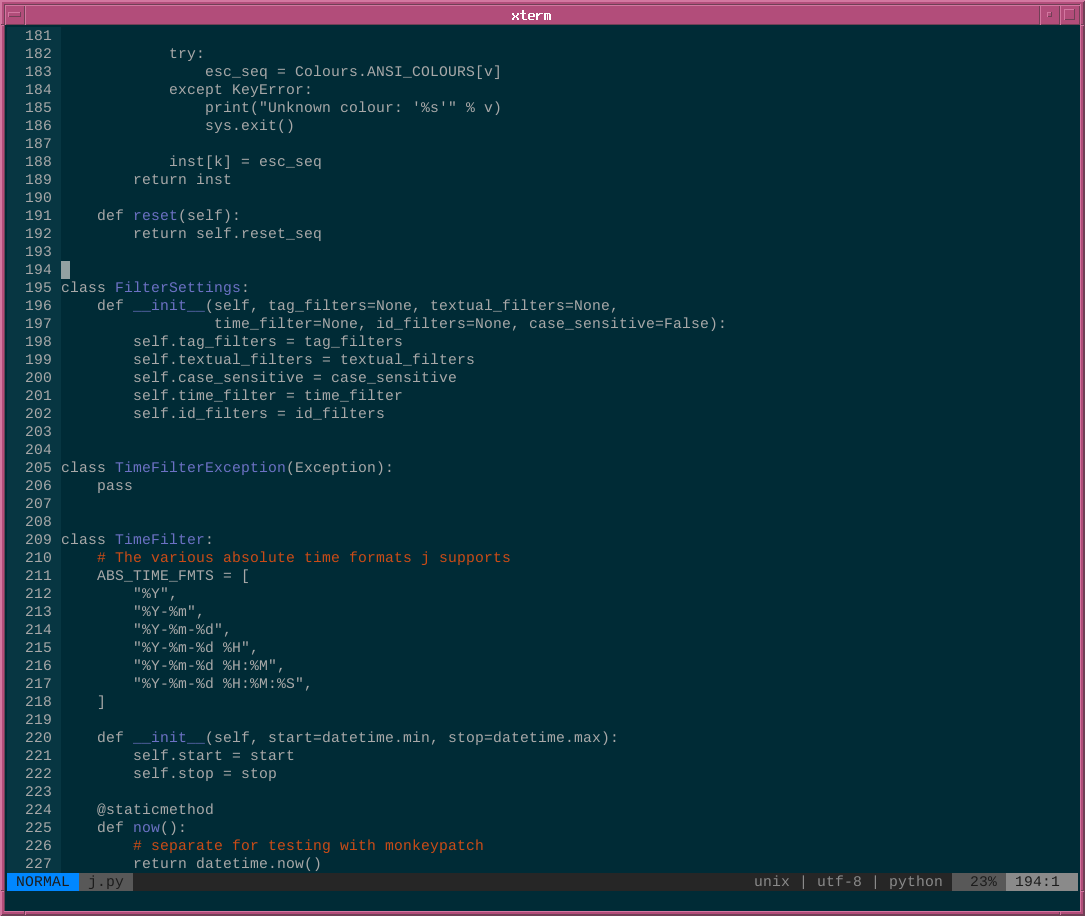 xterm
181
182             try:
183                 esc_seq = Colours.ANSI_COLOURS[v]
184             except KeyError:
185                 print("Unknown colour: '%s'" % v)
186                 sys.exit()
187
188             inst[k] = esc_seq
189         return inst
190
191     def reset(self):
192         return self.reset_seq
193
194
195 class FilterSettings:
196     def __init__(self, tag_filters=None, textual_filters=None,
197                  time_filter=None, id_filters=None, case_sensitive=False):
198         self.tag_filters = tag_filters
199         self.textual_filters = textual_filters
200         self.case_sensitive = case_sensitive
201         self.time_filter = time_filter
202         self.id_filters = id_filters
203
204
205 class TimeFilterException(Exception):
206     pass
207
208
209 class TimeFilter:
210     # The various absolute time formats j supports
211     ABS_TIME_FMTS = [
212         "%Y",
213         "%Y-%m",
214         "%Y-%m-%d",
215         "%Y-%m-%d %H",
216         "%Y-%m-%d %H:%M",
217         "%Y-%m-%d %H:%M:%S",
218     ]
219
220     def __init__(self, start=datetime.min, stop=datetime.max):
221         self.start = start
222         self.stop = stop
223
224     @staticmethod
225     def now():
226         # separate for testing with monkeypatch
227         return datetime.now()
NORMAL j.py unix | utf-8 | python 23% 194:1